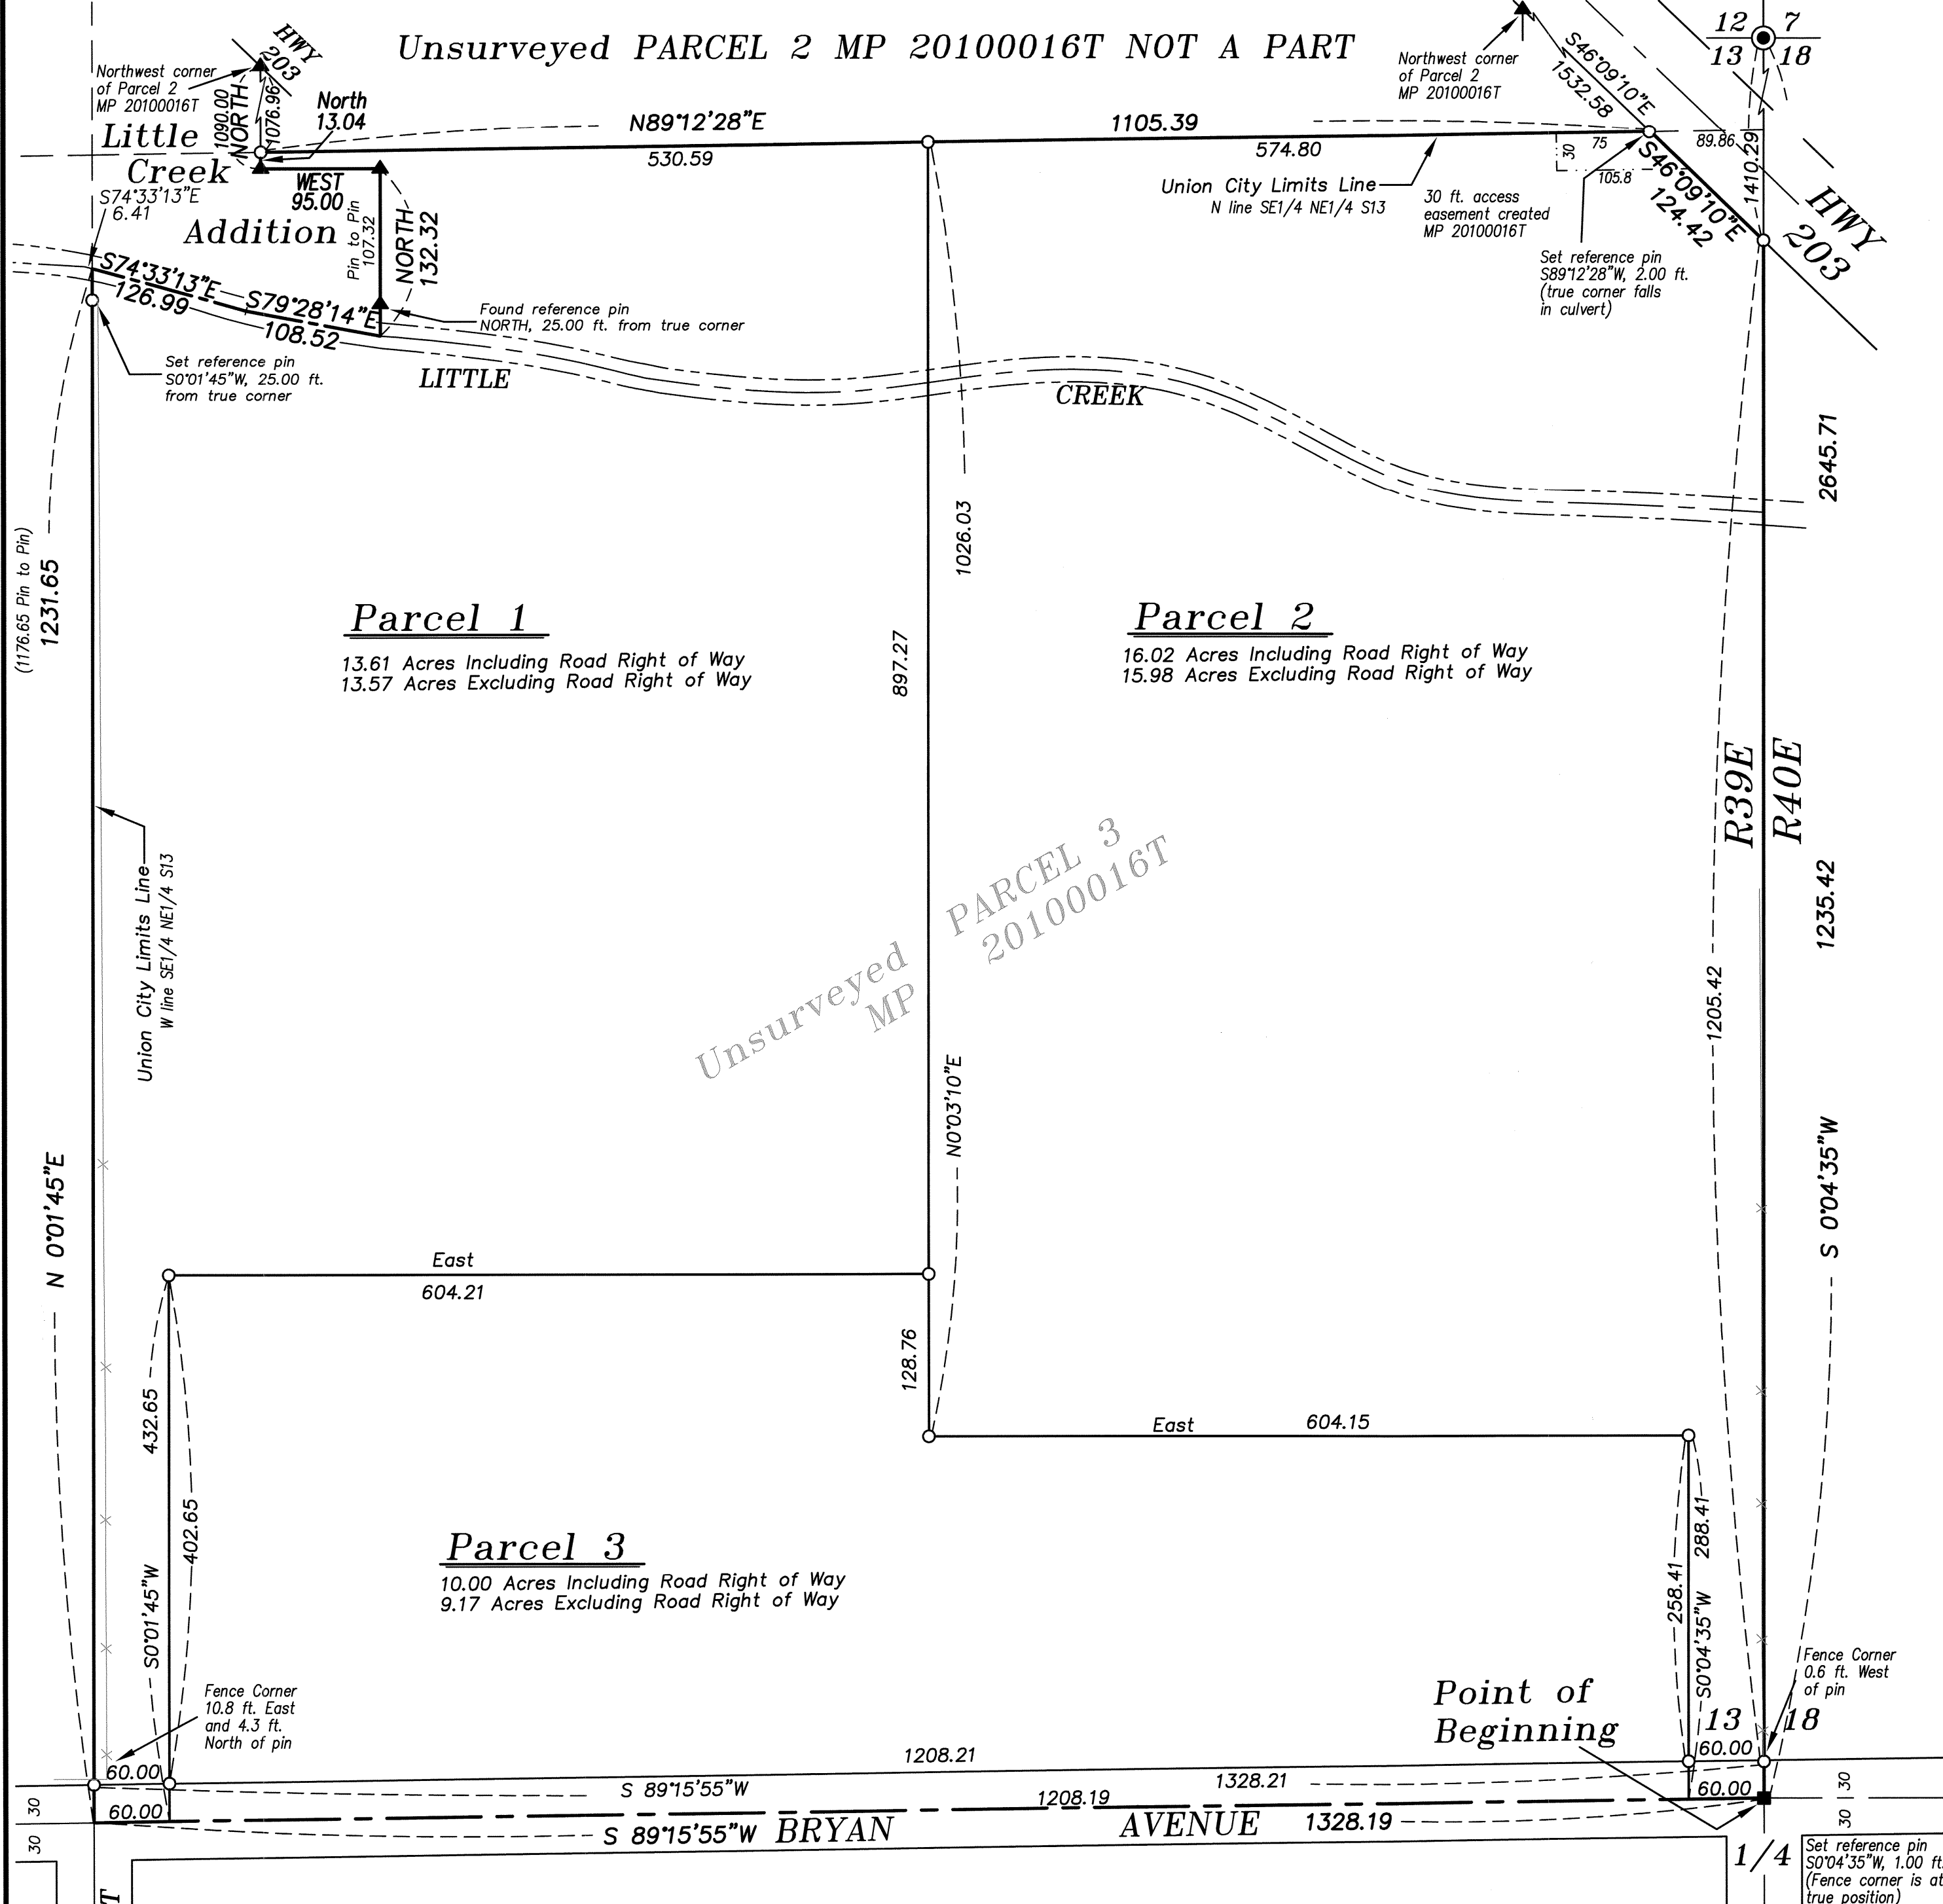 Unsurveyed PARCEL 2 MP 20100016T NOT A PART
HWY
203
Northwest corner
of Parcel 2
MP 20100016T
1090.00
NORTH
1076.96
North
13.04
Little
Creek
Addition
S74°33'13"E
6.41
WEST
95.00
Pin to Pin
107.32
NORTH
132.32
S74°33'13"E
126.99
S79°28'14"E
108.52
Found reference pin
NORTH, 25.00 ft. from true corner
Set reference pin
S0°01'45"W, 25.00 ft.
from true corner
N89°12'28"E
1105.39
530.59
574.80
Northwest corner
of Parcel 2
MP 20100016T
S46°09'10"E
1532.58
12 7
13 18
89.86
1410.29
30
75
105.8
S46°09'10"E
124.42
HWY
203
Union City Limits Line
N line SE1/4 NE1/4 S13
30 ft. access
easement created
MP 20100016T
Set reference pin
S89°12'28"W, 2.00 ft.
(true corner falls
in culvert)
LITTLE
CREEK
2645.71
(1176.65 Pin to Pin)
1231.65
1026.03
Parcel 1
13.61 Acres Including Road Right of Way
13.57 Acres Excluding Road Right of Way
897.27
Parcel 2
16.02 Acres Including Road Right of Way
15.98 Acres Excluding Road Right of Way
R39E
R40E
Union City Limits Line
W line SE1/4 NE1/4 S13
Unsurveyed PARCEL 3
MP 20100016T
1205.42
1235.42
N 0°01'45"E
N0°03'10"E
S 0°04'35"W
East
604.21
128.76
432.65
402.65
S0°01'45"W
East 604.15
288.41
258.41
S0°04'35"W
Parcel 3
10.00 Acres Including Road Right of Way
9.17 Acres Excluding Road Right of Way
Fence Corner
10.8 ft. East
and 4.3 ft.
North of pin
Point of
Beginning
Fence Corner
0.6 ft. West
of pin
13 18
60.00
1208.21
60.00
S 89°15'55"W
1328.21
60.00
1208.19
60.00
S 89°15'55"W
BRYAN AVENUE
1328.19
30
30
30
30
1/4
Set reference pin
S0°04'35"W, 1.00 ft.
(Fence corner is at
true position)
T